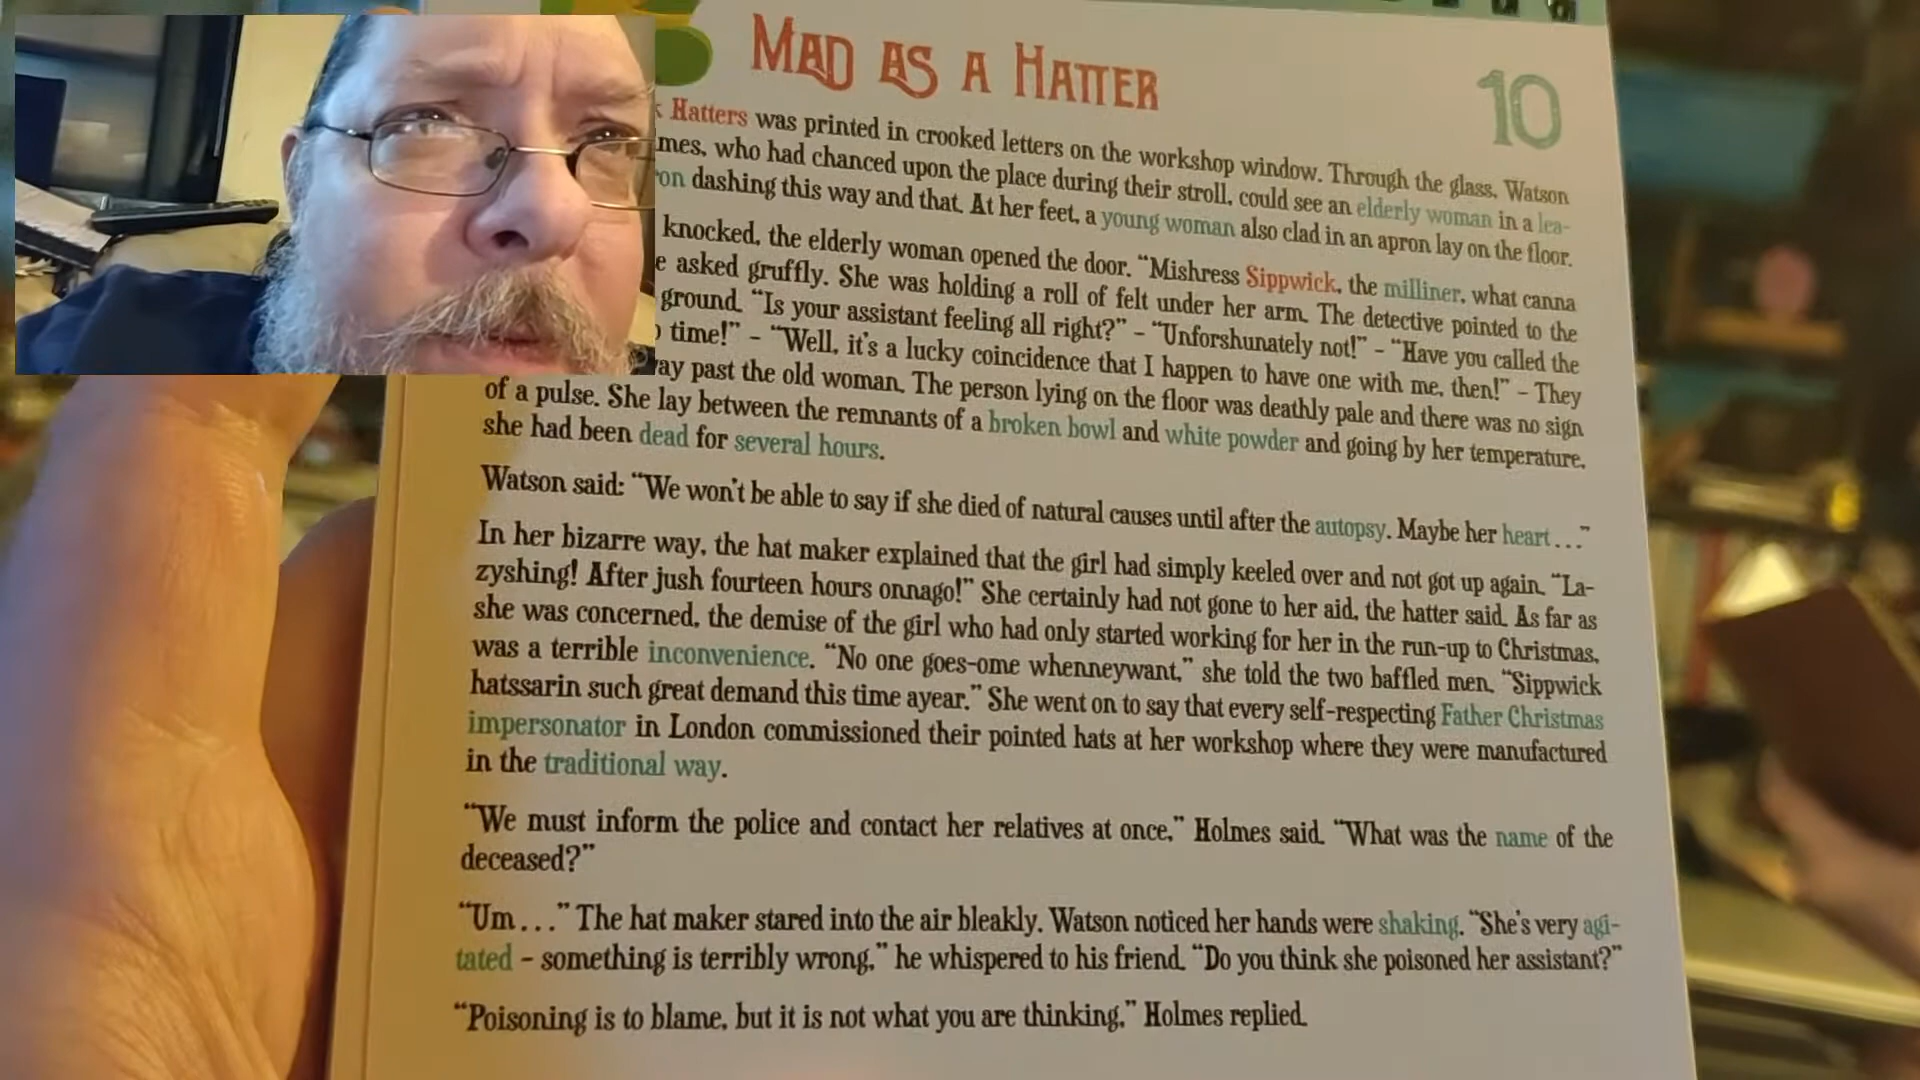 MAD AS A HATTER
10
Hatters was printed in crooked letters on the workshop window. Through the glass, Watson
mes, who had chanced upon the place during their stroll, could see an elderly woman in a lea-
on dashing this way and that. At her feet, a young woman also clad in an apron lay on the floor.
knocked, the elderly woman opened the door. “Mishress Sippwick, the milliner, what canna
e asked gruffly. She was holding a roll of felt under her arm. The detective pointed to the
ground. “Is your assistant feeling all right?” – “Unforshunately not!” – “Have you called the
time!” – “Well, it’s a lucky coincidence that I happen to have one with me, then!” – They
ay past the old woman. The person lying on the floor was deathly pale and there was no sign
of a pulse. She lay between the remnants of a broken bowl and white powder and going by her temperature,
she had been dead for several hours.
Watson said: “We won’t be able to say if she died of natural causes until after the autopsy. Maybe her heart . . .”
In her bizarre way, the hat maker explained that the girl had simply keeled over and not got up again. “La-
zyshing! After jush fourteen hours onnago!” She certainly had not gone to her aid, the hatter said. As far as
she was concerned, the demise of the girl who had only started working for her in the run-up to Christmas,
was a terrible inconvenience. “No one goes-ome whenneywant,” she told the two baffled men. “Sippwick
hatssarin such great demand this time ayear.” She went on to say that every self-respecting Father Christmas
impersonator in London commissioned their pointed hats at her workshop where they were manufactured
in the traditional way.
“We must inform the police and contact her relatives at once,” Holmes said. “What was the name of the
deceased?”
“Um . . .” The hat maker stared into the air bleakly. Watson noticed her hands were shaking. “She’s very agi-
tated – something is terribly wrong,” he whispered to his friend. “Do you think she poisoned her assistant?”
“Poisoning is to blame, but it is not what you are thinking,” Holmes replied.